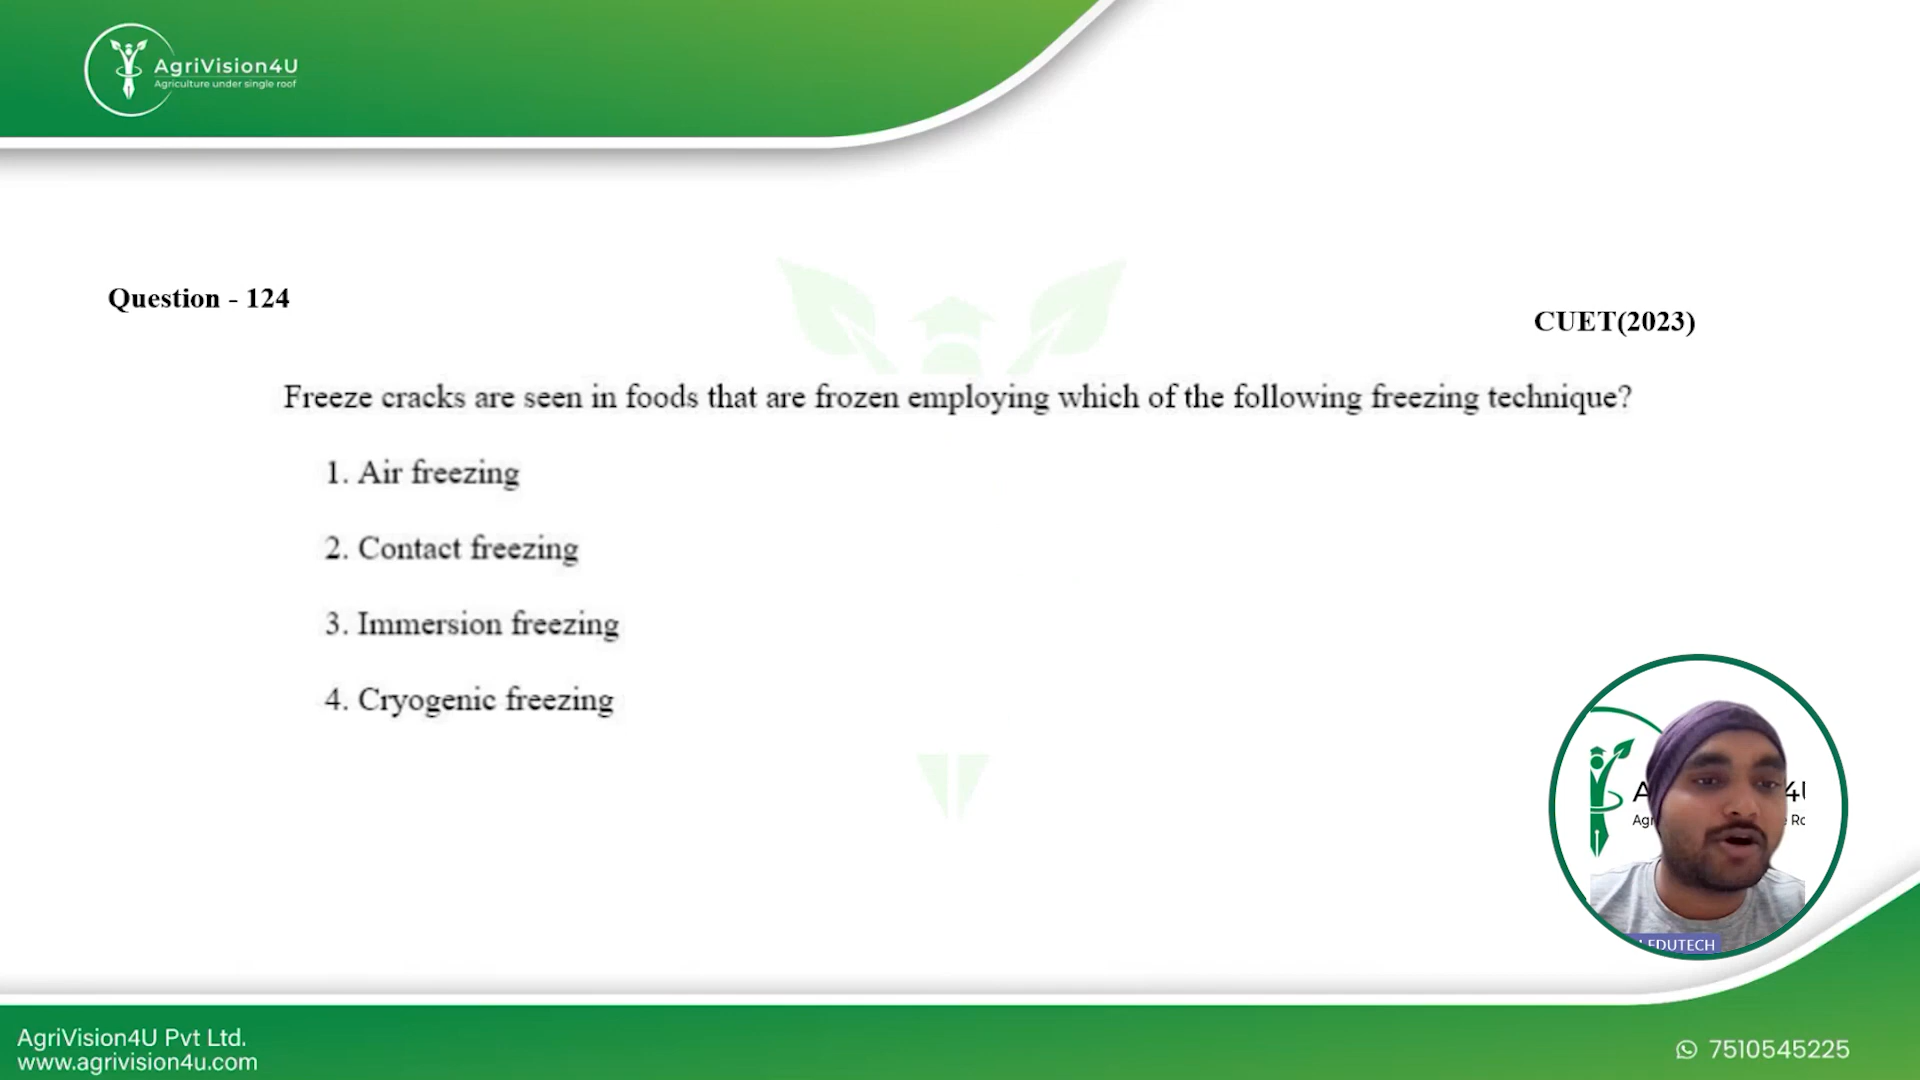 AgriVision4U
Agriculture under single roof
Question - 124
CUET(2023)
Freeze cracks are seen in foods that are frozen employing which of the following freezing technique?
1. Air freezing
2. Contact freezing
3. Immersion freezing
4. Cryogenic freezing
EDUTECH
AgriVision4U Pvt Ltd.
www.agrivision4u.com
7510545225